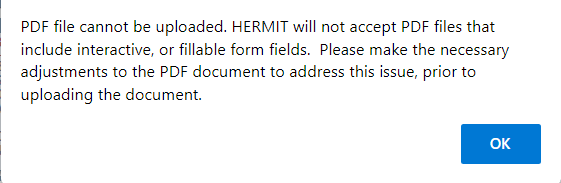 PDF file cannot be uploaded. HERMIT will not accept PDF files that
include interactive, or fillable form fields.  Please make the necessary
adjustments to the PDF document to address this issue, prior to
uploading the document.
OK